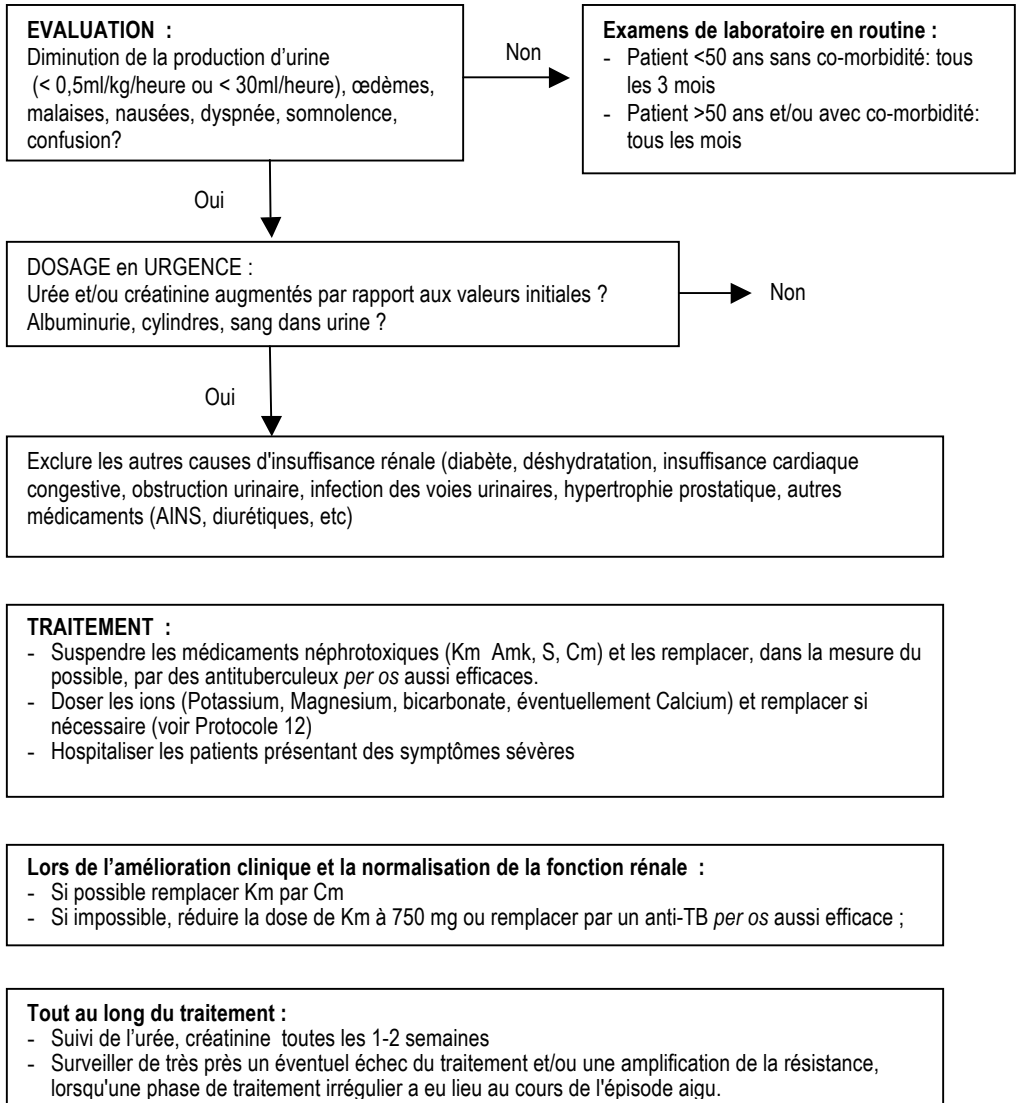 EVALUATION :
Diminution de la production d'urine
(< 0,5ml/kg/heure ou < 30ml/heure), œdèmes,
malaises, nausées, dyspnée, somnolence,
confusion?
Non
Examens de laboratoire en routine :
- Patient <50 ans sans co-morbidité: tous
les 3 mois
- Patient >50 ans et/ou avec co-morbidité:
tous les mois
Oui
DOSAGE en URGENCE :
Urée et/ou créatinine augmentés par rapport aux valeurs initiales ?
Albuminurie, cylindres, sang dans urine ?
Non
Oui
Exclure les autres causes d'insuffisance rénale (diabète, déshydratation, insuffisance cardiaque
congestive, obstruction urinaire, infection des voies urinaires, hypertrophie prostatique, autres
médicaments (AINS, diurétiques, etc)
TRAITEMENT :
- Suspendre les médicaments néphrotoxiques (Km Amk, S, Cm) et les remplacer, dans la mesure du
possible, par des antituberculeux per os aussi efficaces.
- Doser les ions (Potassium, Magnesium, bicarbonate, éventuellement Calcium) et remplacer si
nécessaire (voir Protocole 12)
- Hospitaliser les patients présentant des symptômes sévères
Lors de l'amélioration clinique et la normalisation de la fonction rénale :
- Si possible remplacer Km par Cm
- Si impossible, réduire la dose de Km à 750 mg ou remplacer par un anti-TB per os aussi efficace ;
Tout au long du traitement :
- Suivi de l'urée, créatinine toutes les 1-2 semaines
- Surveiller de très près un éventuel échec du traitement et/ou une amplification de la résistance,
lorsqu'une phase de traitement irrégulier a eu lieu au cours de l'épisode aigu.